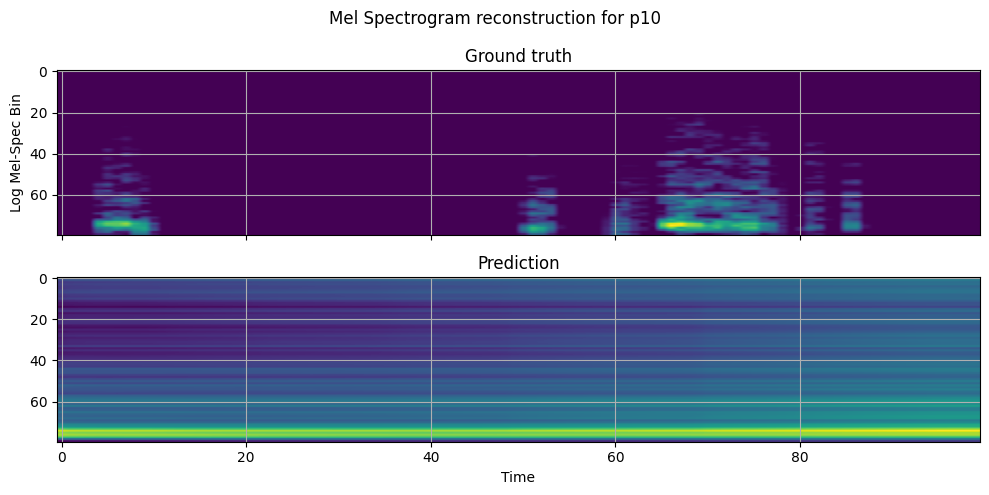 Mel Spectrogram reconstruction for p10
Ground truth
Log Mel-Spec Bin
0
20
40
60
Prediction
0
20
40
60
0 20 40 60 80
Time